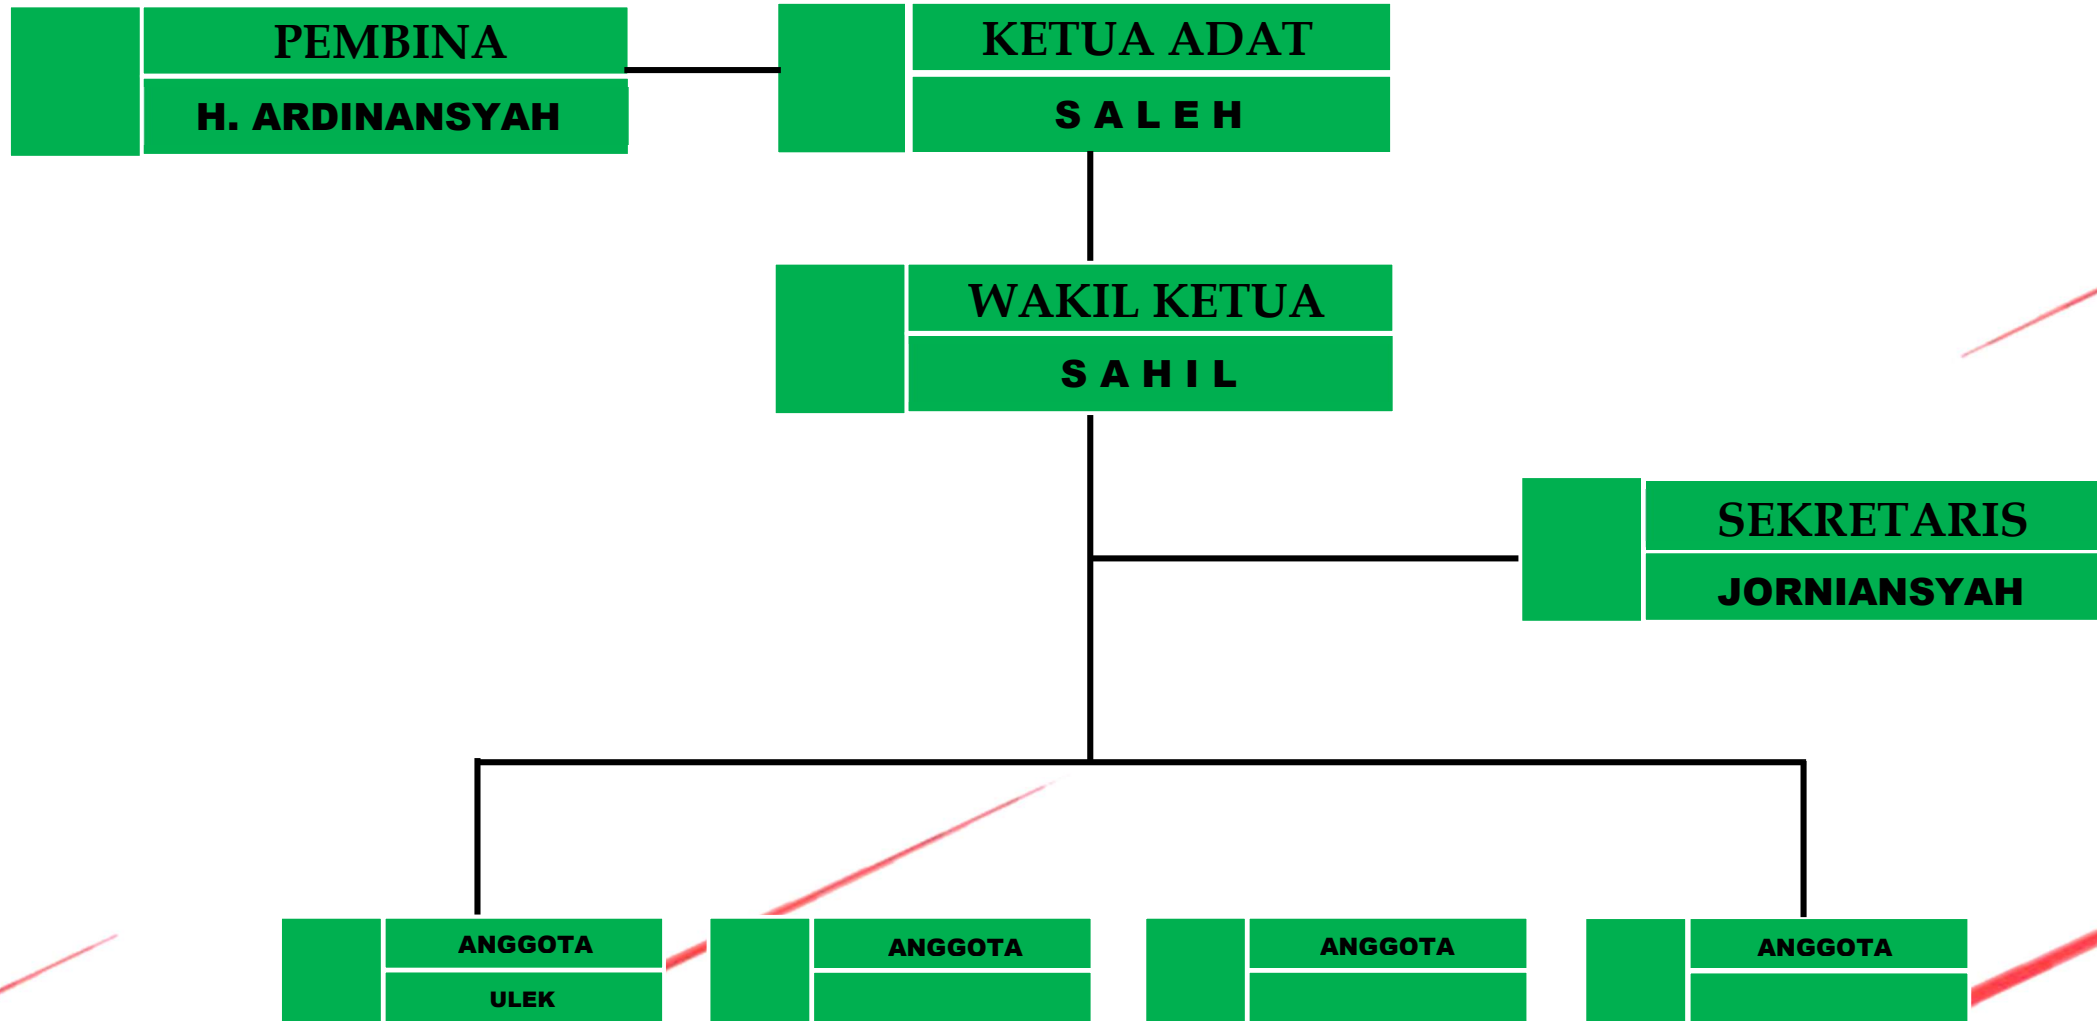 PEMBINA
H. ARDINANSYAH
KETUA ADAT
S A L E H
WAKIL KETUA
S A H I L
SEKRETARIS
JORNIANSYAH
ANGGOTA
ULEK
ANGGOTA
ANGGOTA
ANGGOTA